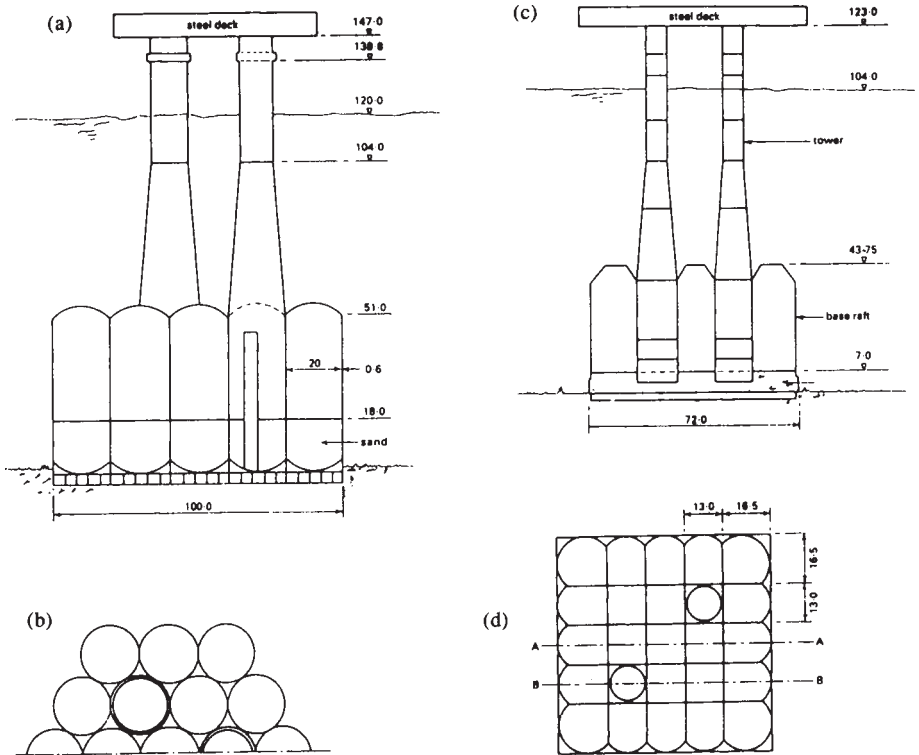 (a)
steel deck
147·0
138·8
120·0
104·0
51·0
20
0·6
18·0
sand
100·0
(b)
(c)
steel deck
123·0
104·0
tower
43-75
base raft
7·0
72·0
(d)
13·0
16·5
16·5
13·0
A
A
B
B